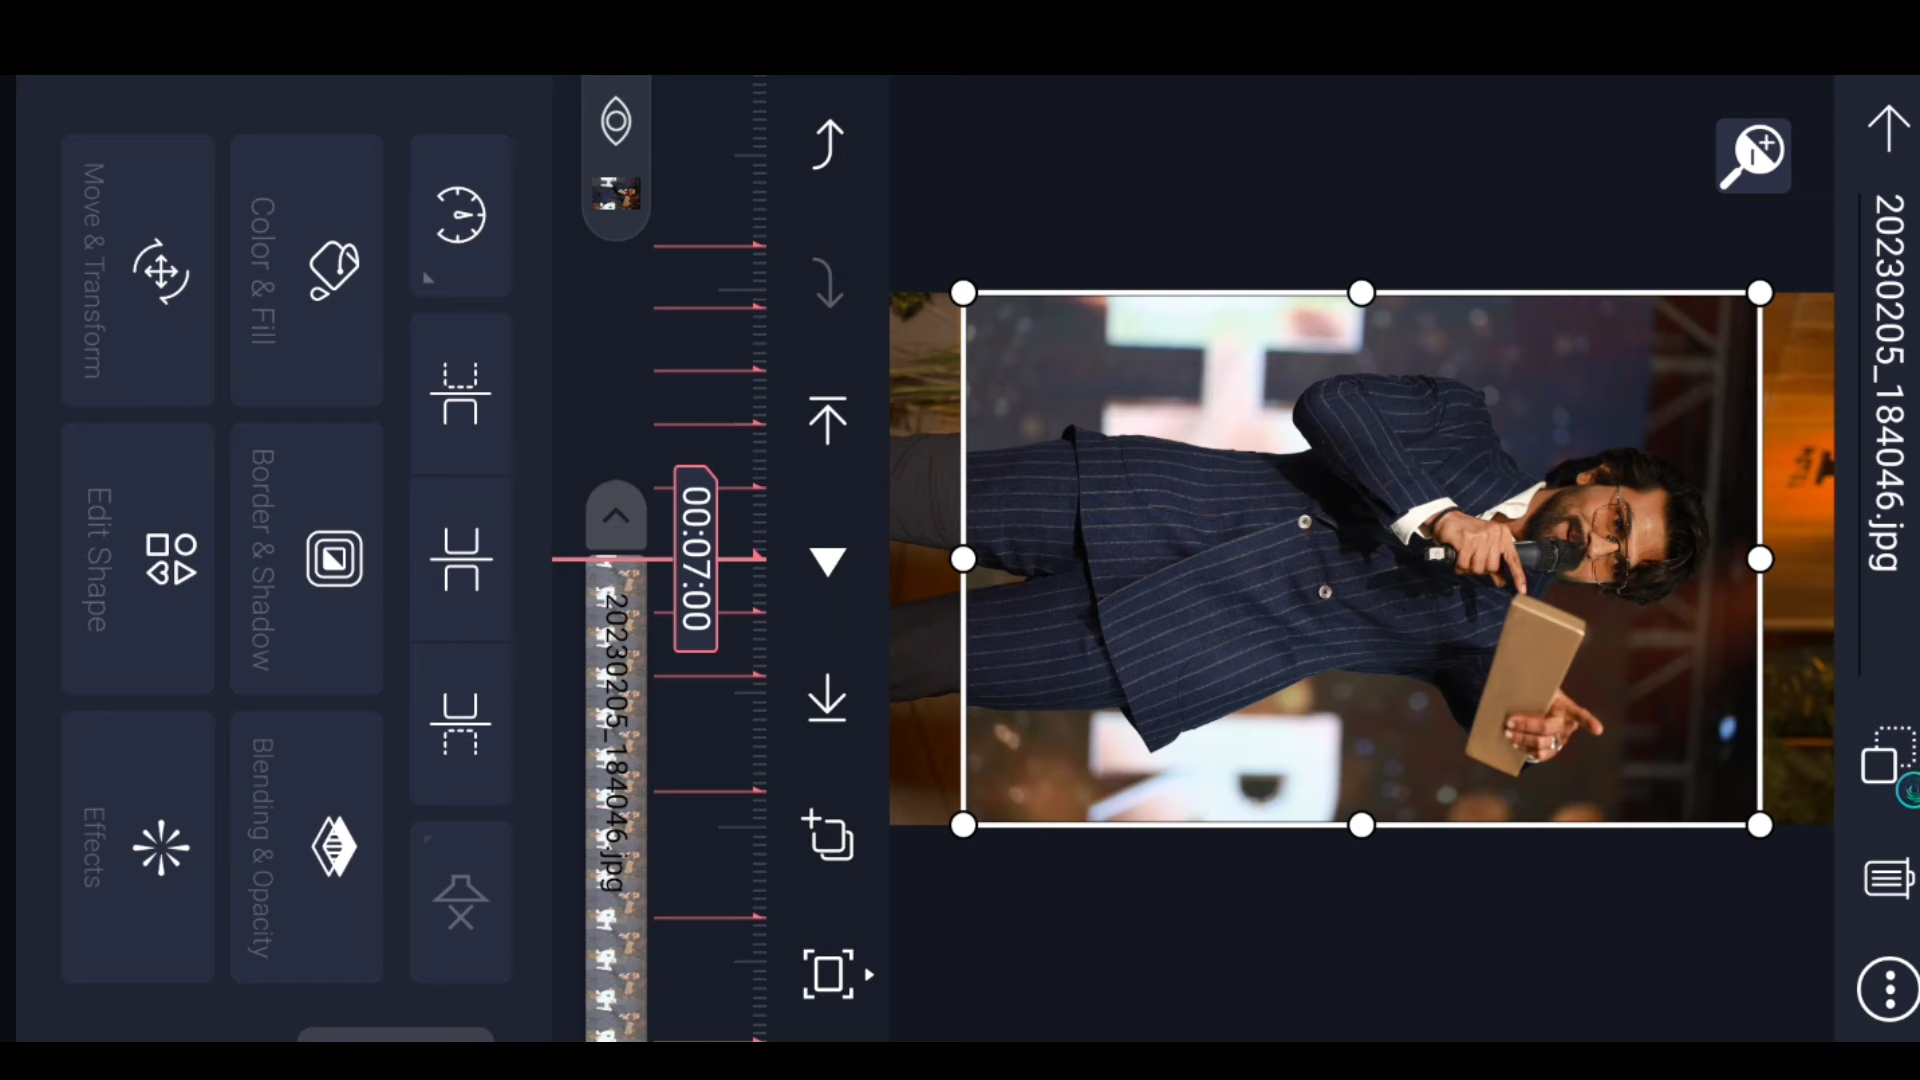 20230205_184046.jpg
00:07:00
20230205_184046.jpg
Color & Fill
Border & Shadow
Blending & Opacity
Move & Transform
Edit Shape
Effects